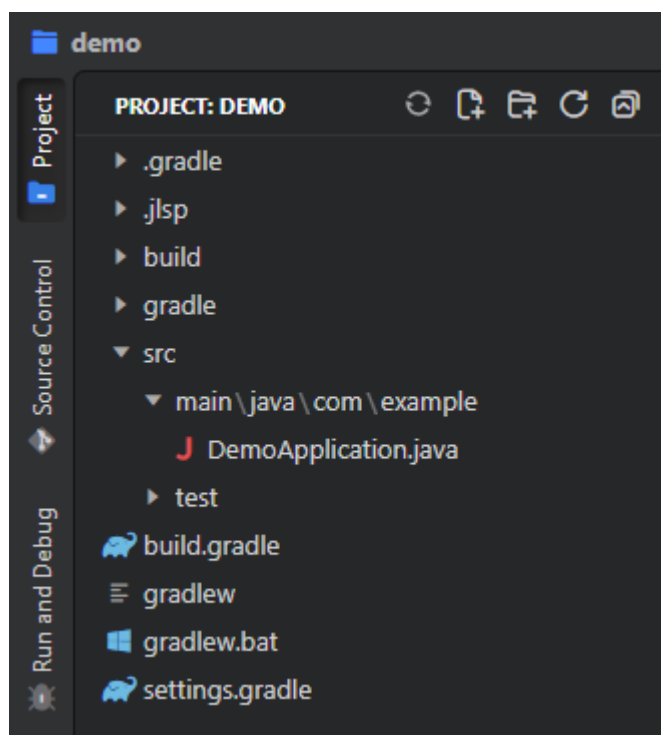 demo
PROJECT: DEMO
.gradle
.jlsp
build
gradle
src
main\java\com\example
J DemoApplication.java
test
build.gradle
gradlew
gradlew.bat
settings.gradle
Project
Source Control
Run and Debug